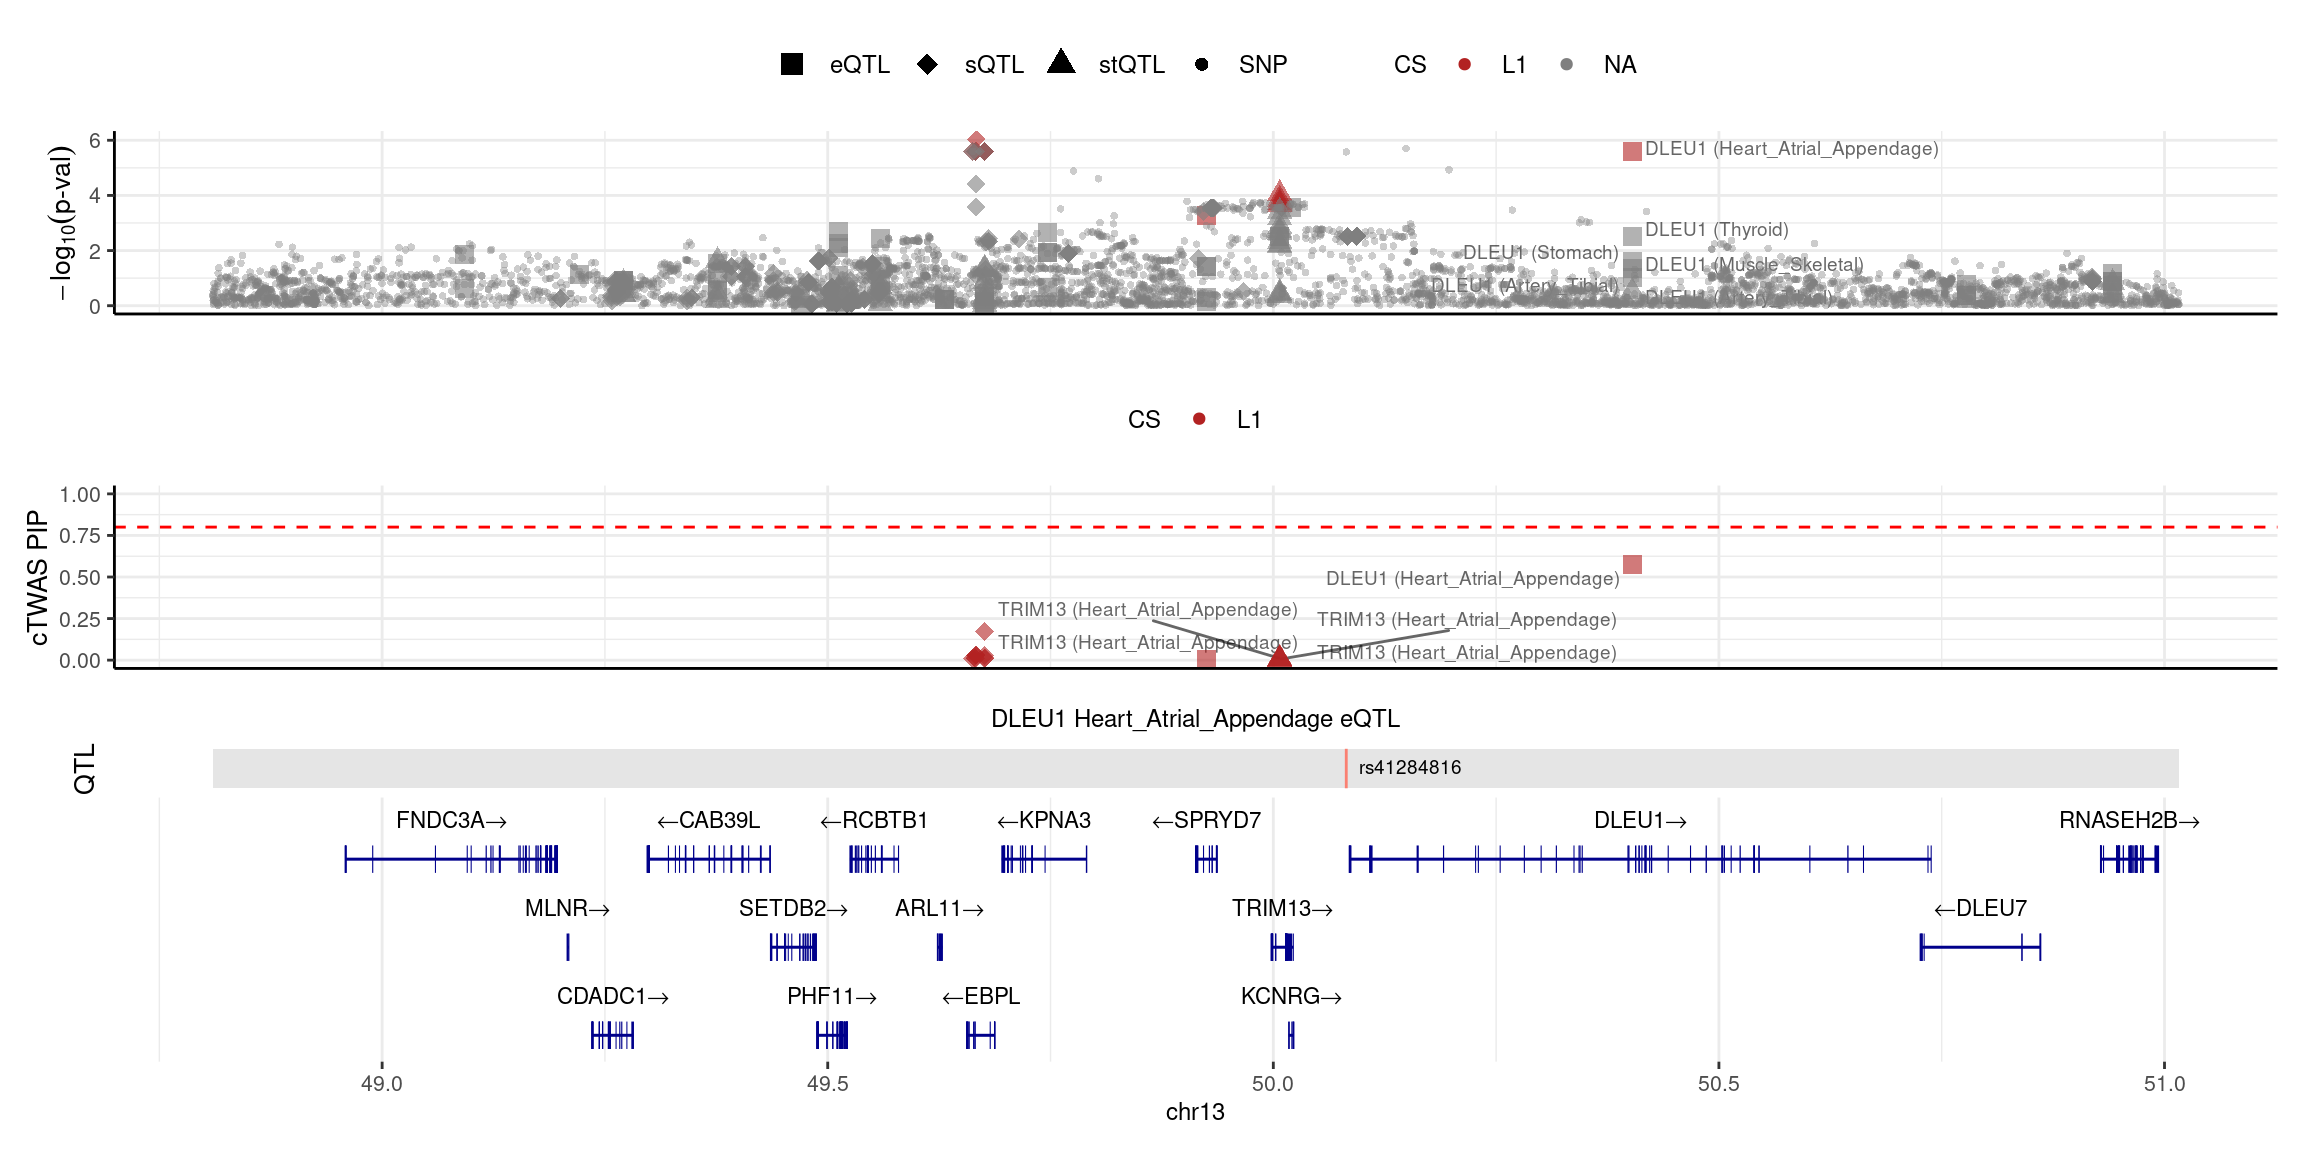 eQTL sQTL stQTL SNP CS L1 NA
−log10(p-val)
6
4
2
0
DLEU1 (Heart_Atrial_Appendage)
DLEU1 (Thyroid)
DLEU1 (Stomach)
DLEU1 (Muscle_Skeletal)
DLEU1 (Artery_Tibial)
CS L1
cTWAS PIP
1.00
0.75
0.50
0.25
0.00
DLEU1 (Heart_Atrial_Appendage)
TRIM13 (Heart_Atrial_Appendage)
TRIM13 (Heart_Atrial_Appendage)
TRIM13 (Heart_Atrial_Appendage)
TRIM13 (Heart_Atrial_Appendage)
DLEU1 Heart_Atrial_Appendage eQTL
QTL
rs41284816
FNDC3A→ ←CAB39L ←RCBTB1 ←KPNA3 ←SPRYD7 DLEU1→ RNASEH2B→
MLNR→ SETDB2→ ARL11→ TRIM13→ ←DLEU7
CDADC1→ PHF11→ ←EBPL KCNRG→
49.0 49.5 50.0 50.5 51.0
chr13